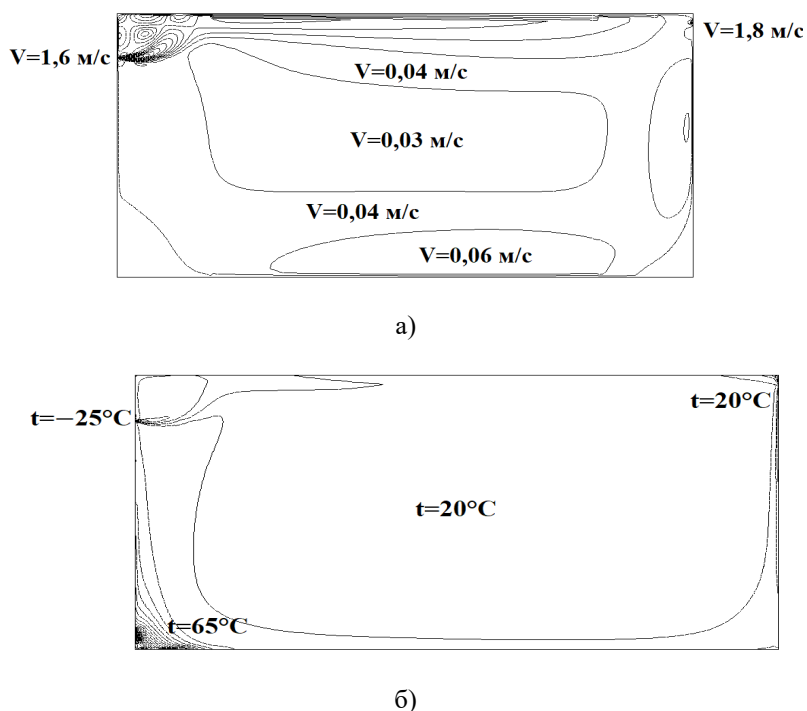 V=1,8 м/с
V=1,6 м/с
V=0,04 м/с
V=0,03 м/с
V=0,04 м/с
V=0,06 м/с
а)
t=20°C
t=−25°C
t=20°C
t=65°C
б)